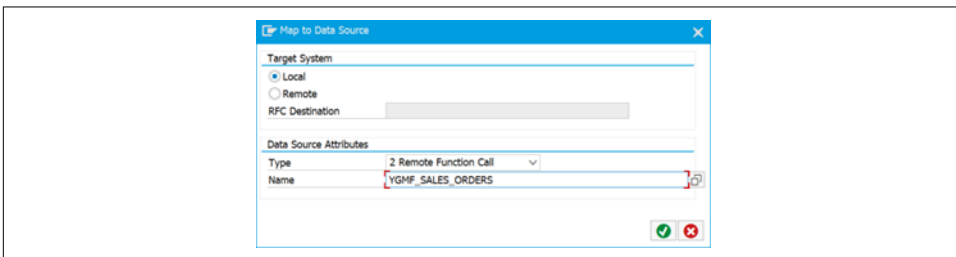 Map to Data Source
Target System
Local
Remote
RFC Destination
Data Source Attributes
Type 2 Remote Function Call
Name YGMF_SALES_ORDERS